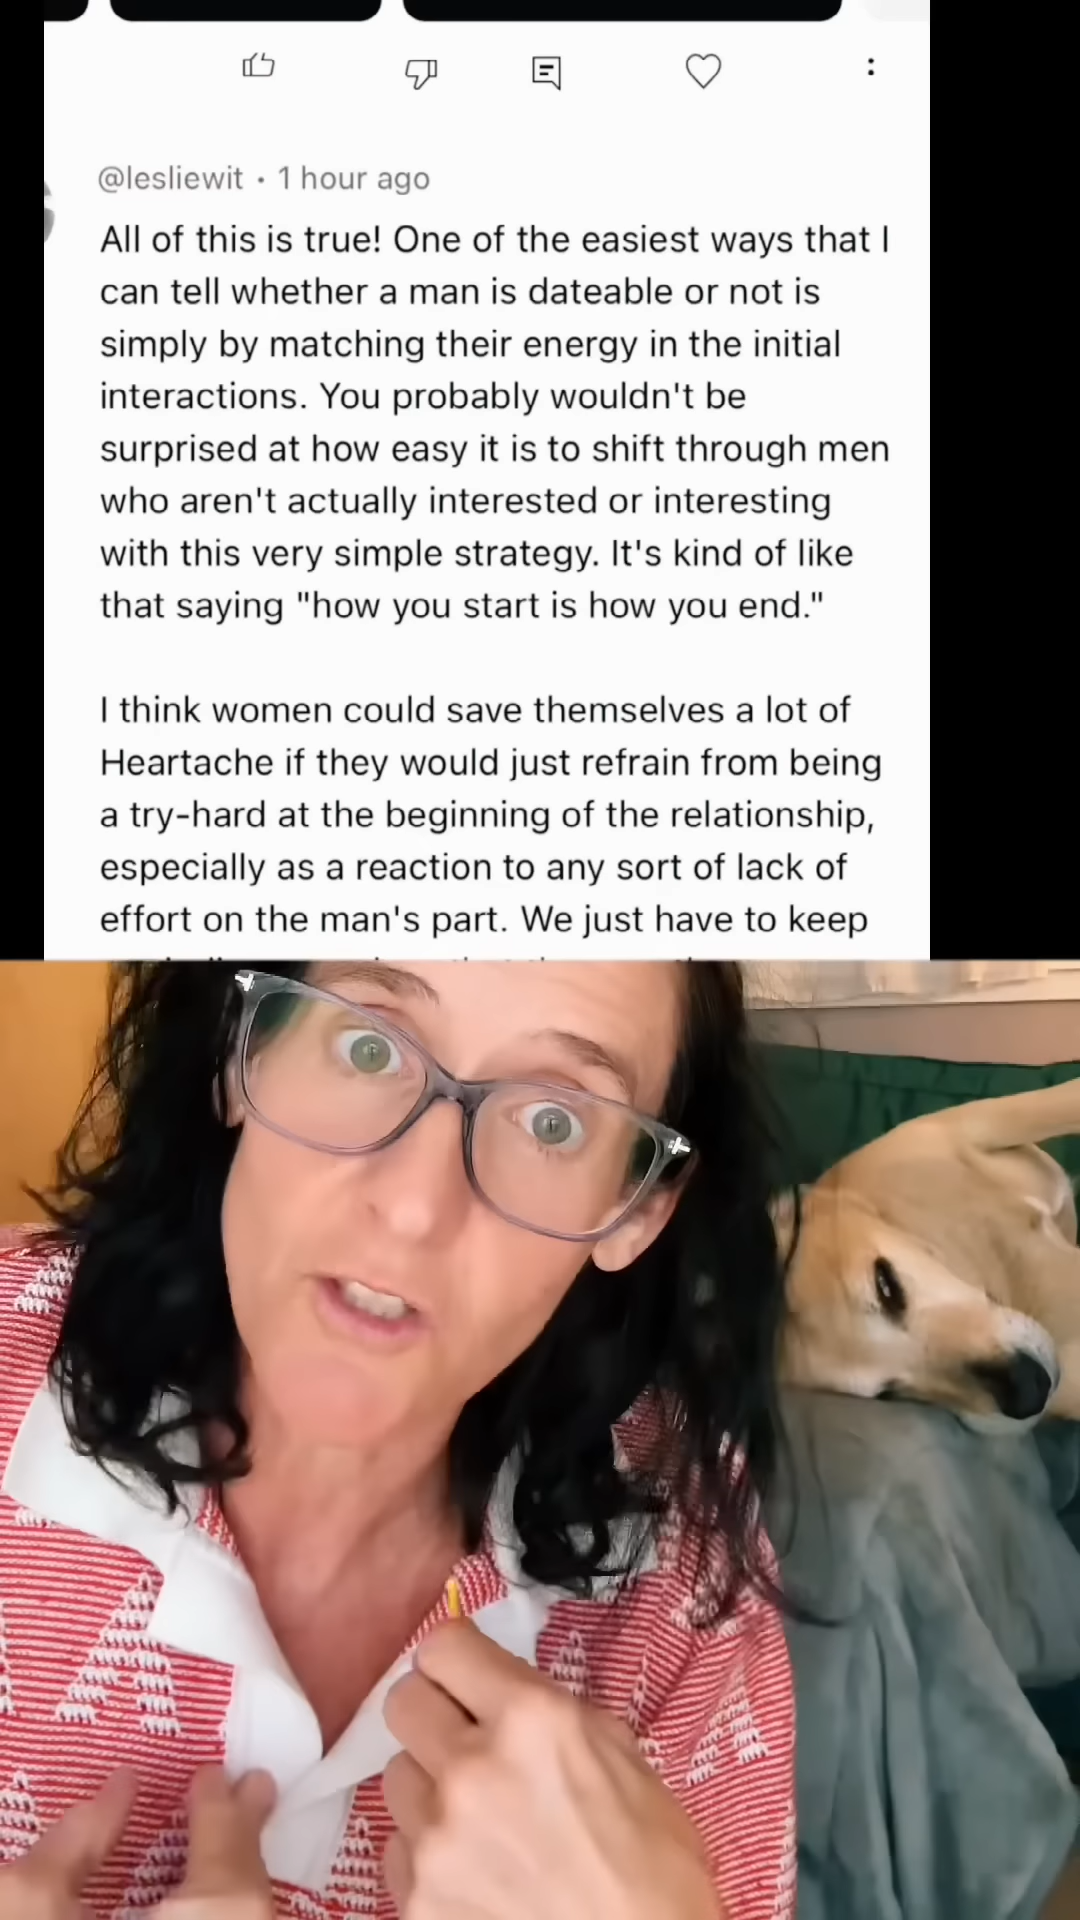 @lesliewit • 1 hour ago
All of this is true! One of the easiest ways that I
can tell whether a man is dateable or not is
simply by matching their energy in the initial
interactions. You probably wouldn't be
surprised at how easy it is to shift through men
who aren't actually interested or interesting
with this very simple strategy. It's kind of like
that saying "how you start is how you end."
I think women could save themselves a lot of
Heartache if they would just refrain from being
a try-hard at the beginning of the relationship,
especially as a reaction to any sort of lack of
effort on the man's part. We just have to keep